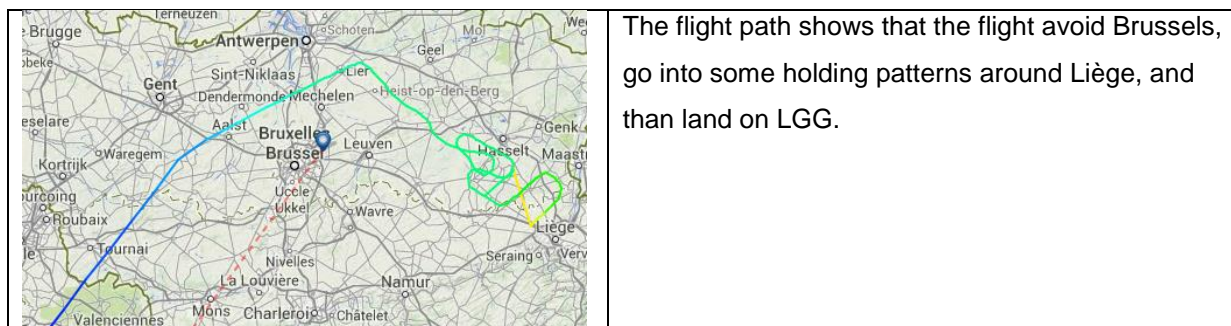 Terneuzen
Schoten
Mol
Brugge
Antwerpen
Geel
Sint-Niklaas
Lier
Gent
Dendermonde
Mechelen
Heist-op-den-Berg
Aalst
Genk
Bruxelles
Hasselt
Waregem
Leuven
Brussel
Kortrijk
Uccle
Ukkel
Wavre
Roubaix
Liège
Tournai
Nivelles
Seraing
La Louvière
Namur
Mons
Charleroi
Châtelet
Valenciennes
The flight path shows that the flight avoid Brussels,
go into some holding patterns around Liège, and
than land on LGG.